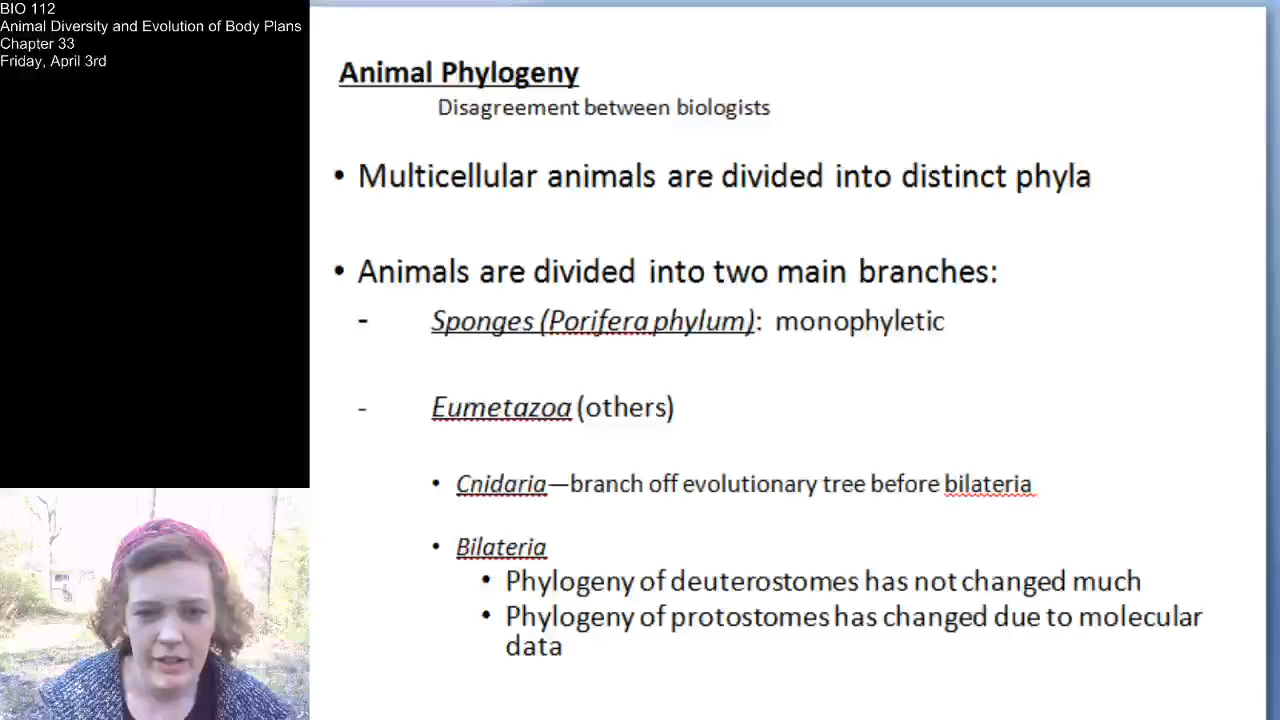 BIO 112
Animal Diversity and Evolution of Body Plans
Chapter 33
Friday, April 3rd
Animal Phylogeny
Disagreement between biologists
• Multicellular animals are divided into distinct phyla
• Animals are divided into two main branches:
- Sponges (Porifera phylum): monophyletic
- Eumetazoa (others)
• Cnidaria—branch off evolutionary tree before bilateria
• Bilateria
• Phylogeny of deuterostomes has not changed much
• Phylogeny of protostomes has changed due to molecular
data